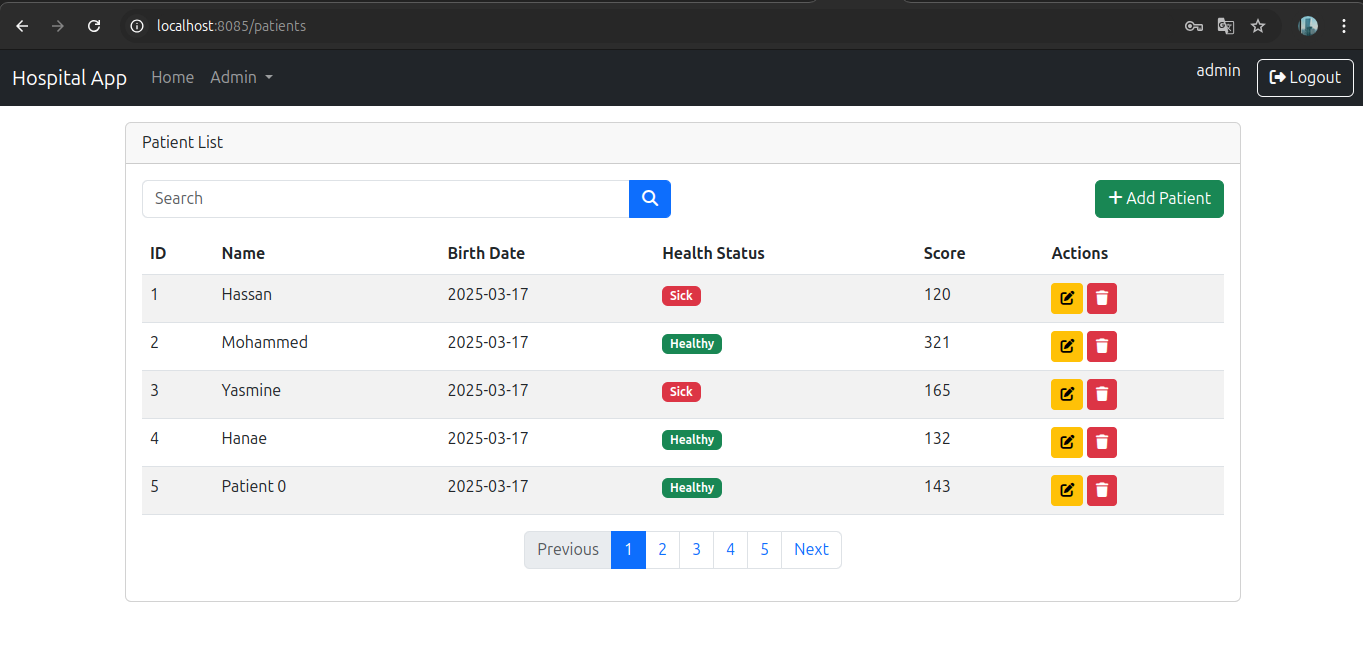 localhost:8085/patients
Hospital App Home Admin admin Logout
Patient List
Search Add Patient
ID Name Birth Date Health Status Score Actions
1 Hassan 2025-03-17 Sick 120
2 Mohammed 2025-03-17 Healthy 321
3 Yasmine 2025-03-17 Sick 165
4 Hanae 2025-03-17 Healthy 132
5 Patient 0 2025-03-17 Healthy 143
Previous 1 2 3 4 5 Next